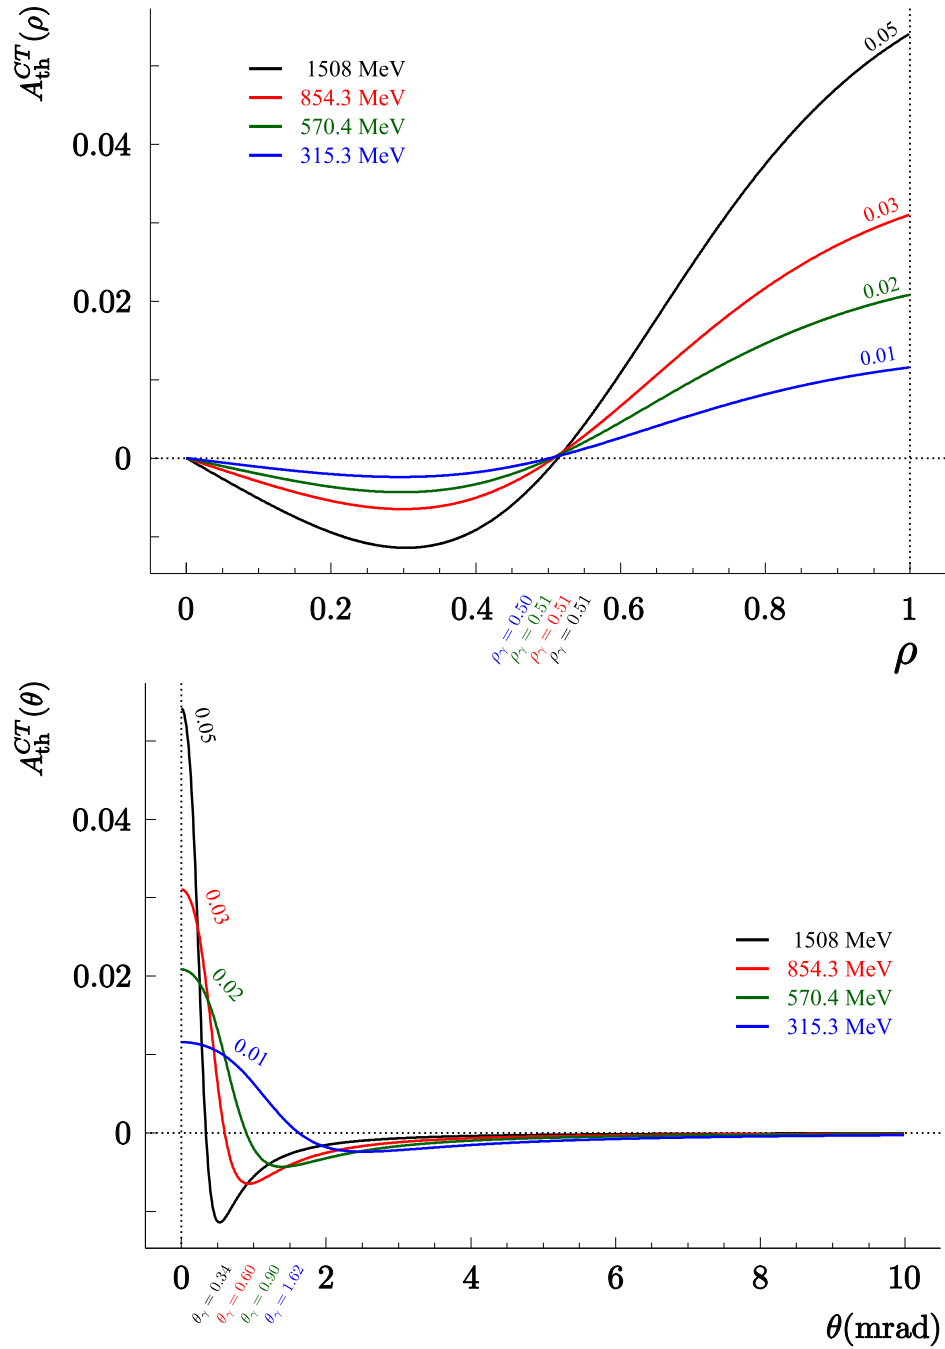 A_th^CT(ρ)
0.05
1508 MeV
854.3 MeV
570.4 MeV
315.3 MeV
0.04
0.03
0.02
0.02
0.01
0
0 0.2 0.4 0.6 0.8 1
ρ_γ = 0.50
ρ_γ = 0.51
ρ_γ = 0.51
ρ_γ = 0.51
ρ
A_th^CT(θ)
0.05
0.04
0.03
0.02
0.02
0.01
1508 MeV
854.3 MeV
570.4 MeV
315.3 MeV
0
0 2 4 6 8 10
θ_γ = 0.34
θ_γ = 0.60
θ_γ = 0.90
θ_γ = 1.62
θ(mrad)